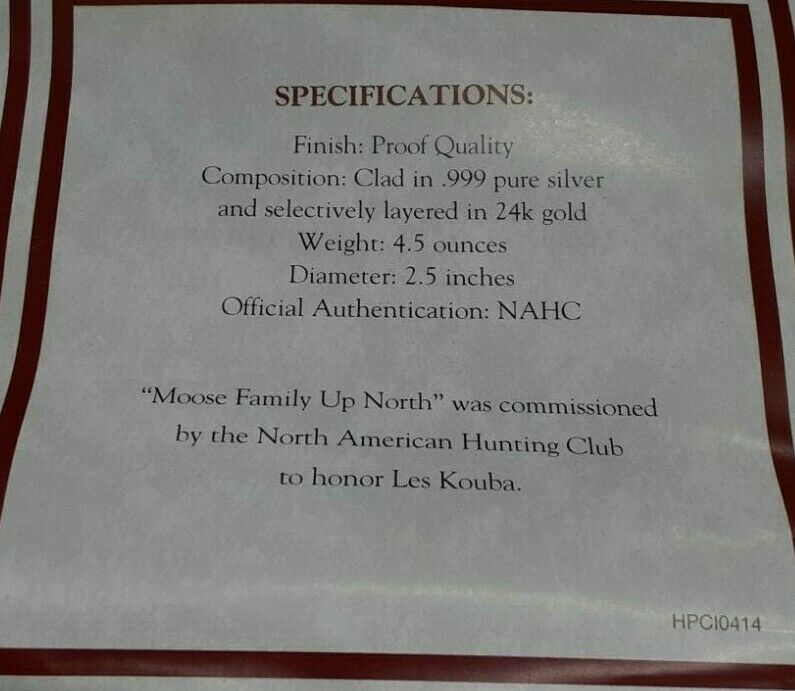 SPECIFICATIONS:
Finish: Proof Quality
Composition: Clad in .999 pure silver
and selectively layered in 24k gold
Weight: 4.5 ounces
Diameter: 2.5 inches
Official Authentication: NAHC
“Moose Family Up North” was commissioned
by the North American Hunting Club
to honor Les Kouba.
HPCI0414